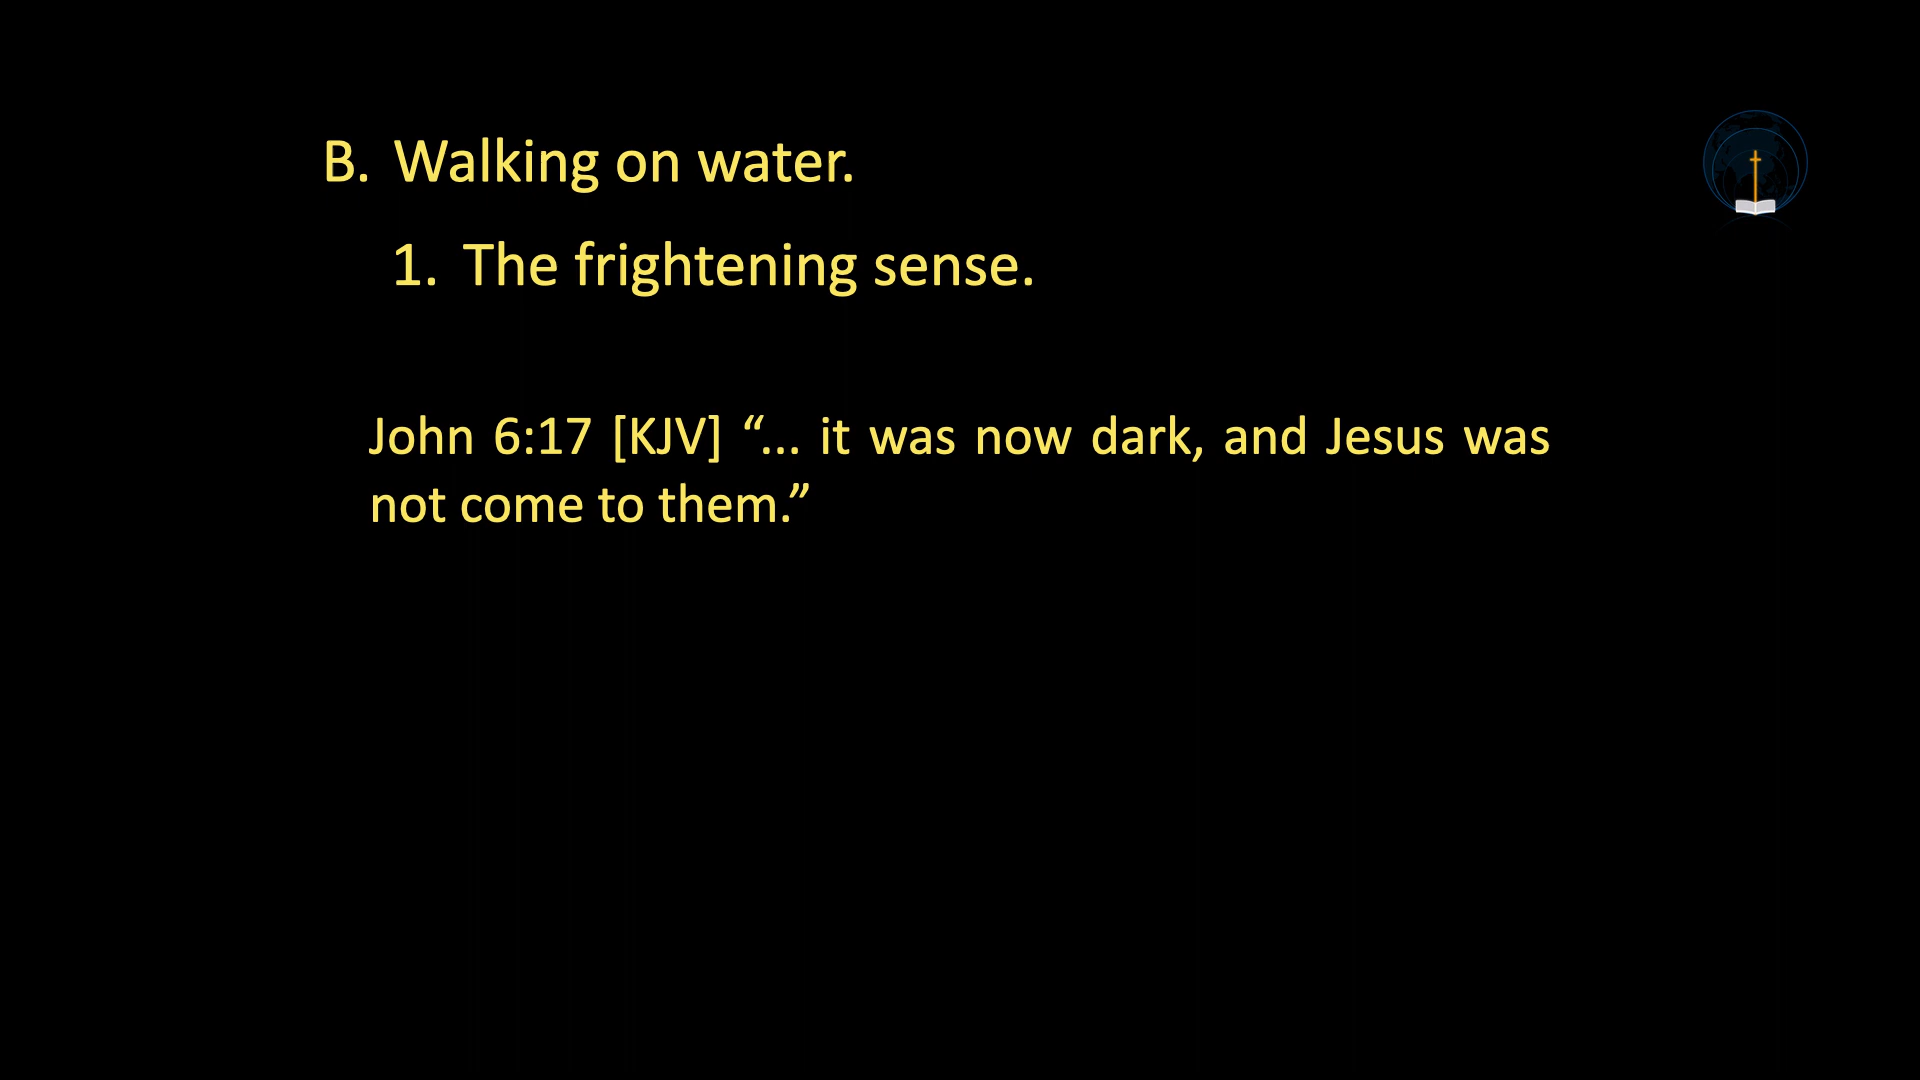 B. Walking on water.
1. The frightening sense.
John 6:17 [KJV] “... it was now dark, and Jesus was
not come to them.”